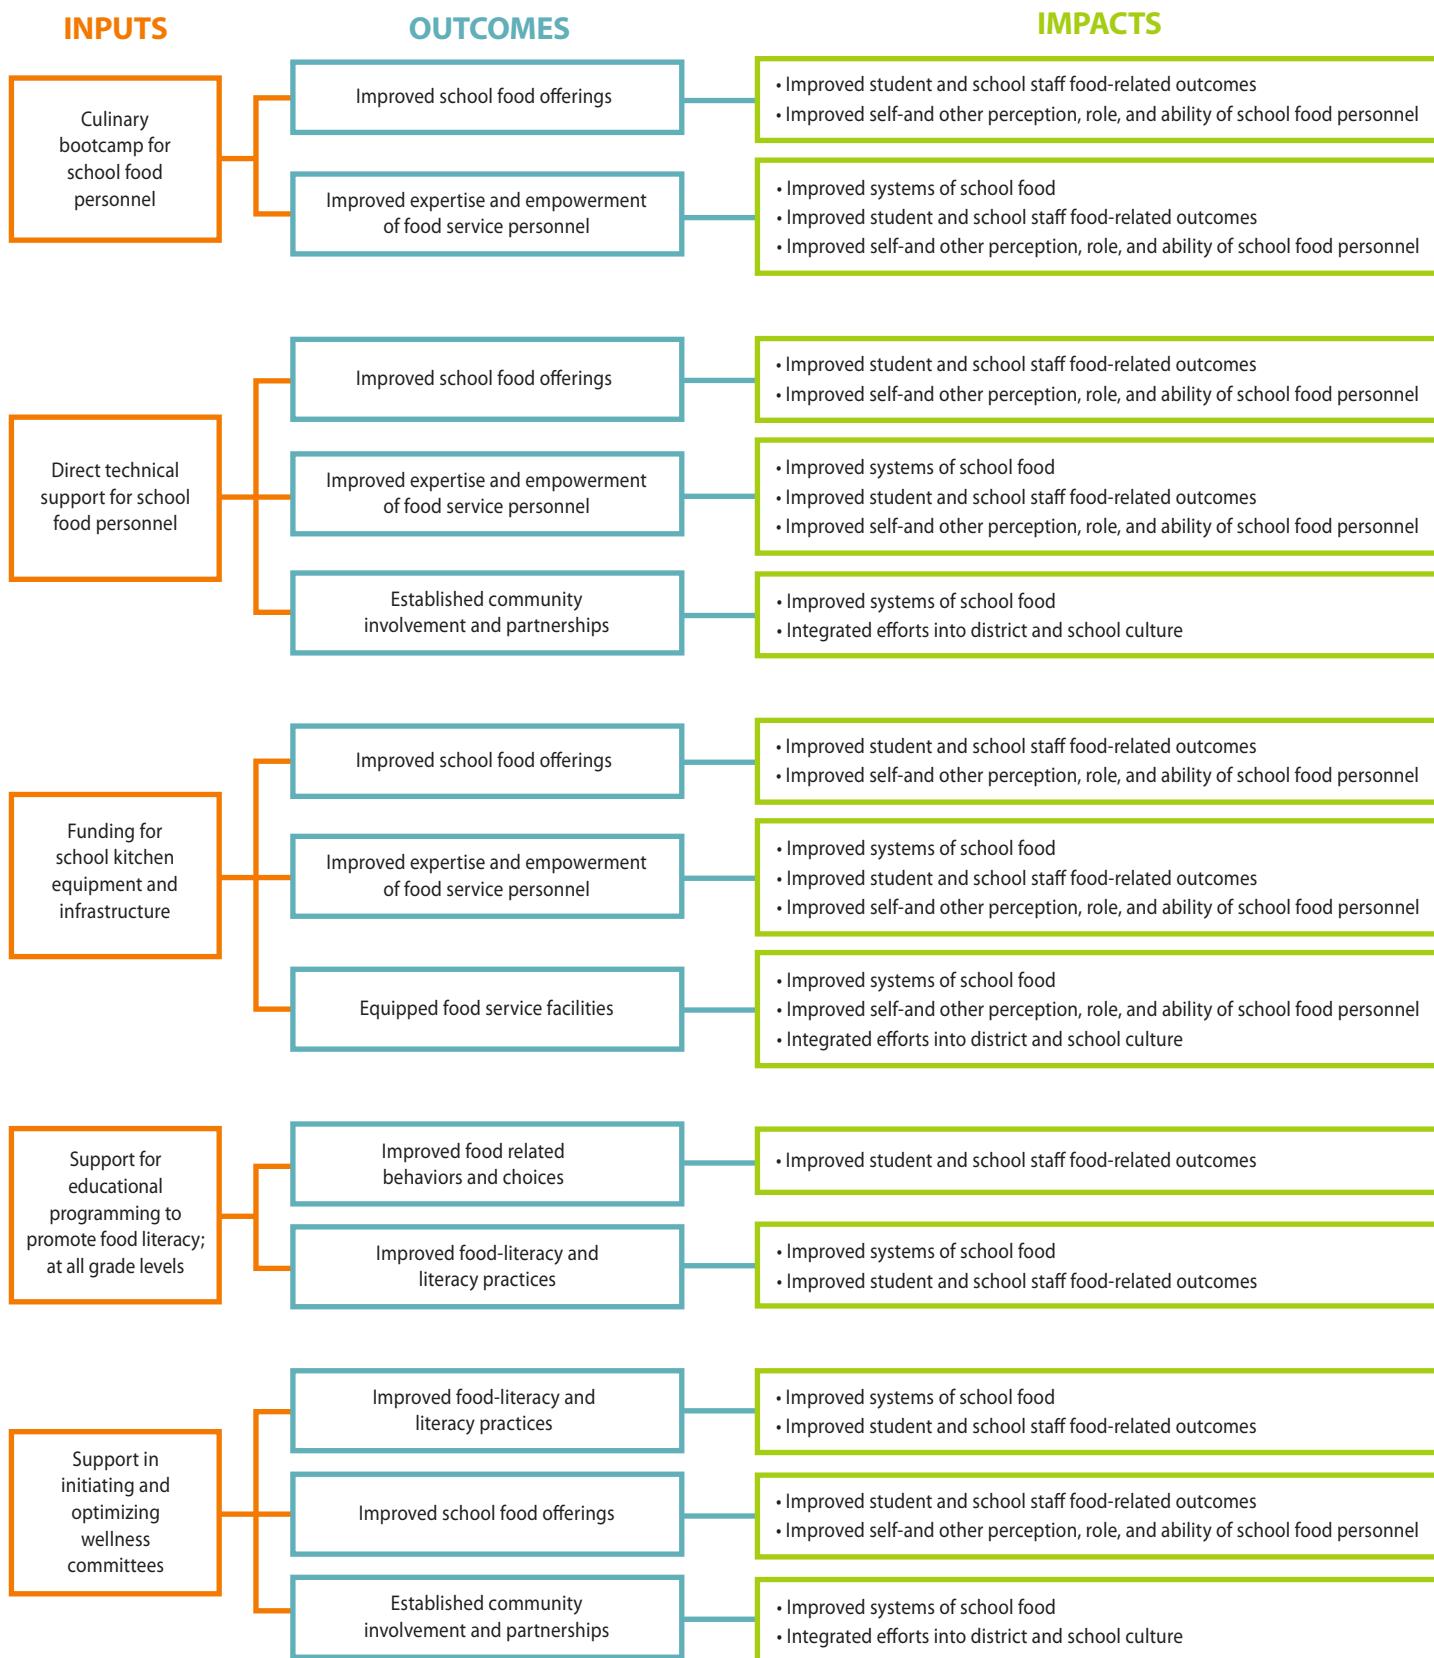 INPUTS
OUTCOMES
IMPACTS
Culinary
bootcamp for
school food
personnel
Improved school food offerings
• Improved student and school staff food-related outcomes
• Improved self-and other perception, role, and ability of school food personnel
Improved expertise and empowerment
of food service personnel
• Improved systems of school food
• Improved student and school staff food-related outcomes
• Improved self-and other perception, role, and ability of school food personnel
Direct technical
support for school
food personnel
Improved school food offerings
• Improved student and school staff food-related outcomes
• Improved self-and other perception, role, and ability of school food personnel
Improved expertise and empowerment
of food service personnel
• Improved systems of school food
• Improved student and school staff food-related outcomes
• Improved self-and other perception, role, and ability of school food personnel
Established community
involvement and partnerships
• Improved systems of school food
• Integrated efforts into district and school culture
Funding for
school kitchen
equipment and
infrastructure
Improved school food offerings
• Improved student and school staff food-related outcomes
• Improved self-and other perception, role, and ability of school food personnel
Improved expertise and empowerment
of food service personnel
• Improved systems of school food
• Improved student and school staff food-related outcomes
• Improved self-and other perception, role, and ability of school food personnel
Equipped food service facilities
• Improved systems of school food
• Improved self-and other perception, role, and ability of school food personnel
• Integrated efforts into district and school culture
Support for
educational
programming to
promote food literacy;
at all grade levels
Improved food related
behaviors and choices
• Improved student and school staff food-related outcomes
Improved food-literacy and
literacy practices
• Improved systems of school food
• Improved student and school staff food-related outcomes
Support in
initiating and
optimizing
wellness
committees
Improved food-literacy and
literacy practices
• Improved systems of school food
• Improved student and school staff food-related outcomes
Improved school food offerings
• Improved student and school staff food-related outcomes
• Improved self-and other perception, role, and ability of school food personnel
Established community
involvement and partnerships
• Improved systems of school food
• Integrated efforts into district and school culture